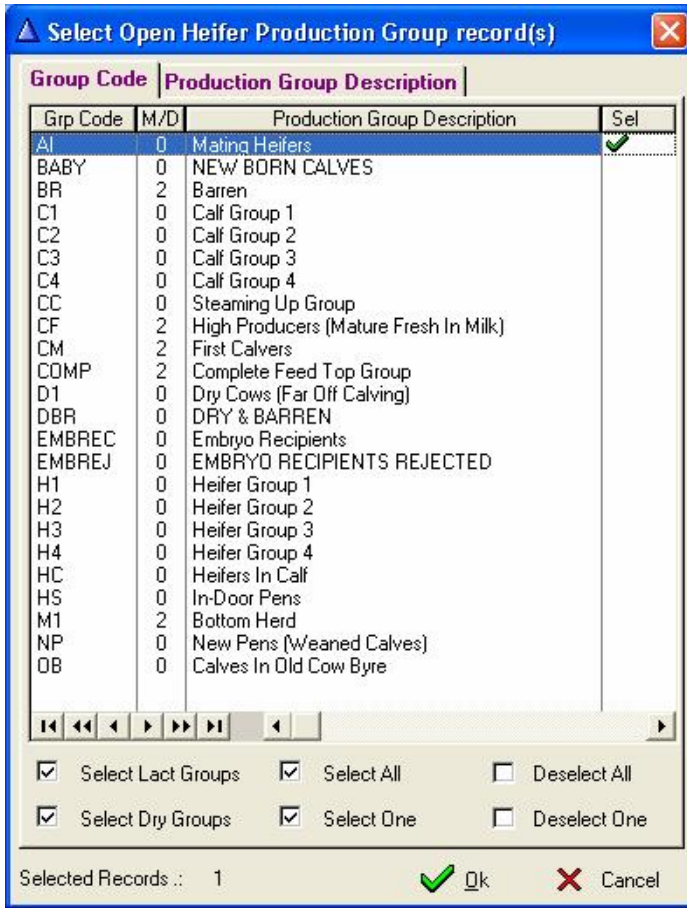 Select Open Heifer Production Group record(s)
Group Code Production Group Description
Grp Code M/D Production Group Description Sel
AI 0 Mating Heifers
BABY 0 NEW BORN CALVES
BR 2 Barren
C1 0 Calf Group 1
C2 0 Calf Group 2
C3 0 Calf Group 3
C4 0 Calf Group 4
CC 0 Steaming Up Group
CF 2 High Producers (Mature Fresh In Milk)
CM 2 First Calvers
COMP 2 Complete Feed Top Group
D1 0 Dry Cows (Far Off Calving)
DBR 0 DRY & BARREN
EMBREC 0 Embryo Recipients
EMBREJ 0 EMBRYO RECIPIENTS REJECTED
H1 0 Heifer Group 1
H2 0 Heifer Group 2
H3 0 Heifer Group 3
H4 0 Heifer Group 4
HC 0 Heifers In Calf
HS 0 In-Door Pens
M1 2 Bottom Herd
NP 0 New Pens (Weaned Calves)
OB 0 Calves In Old Cow Byre
Select Lact Groups Select All Deselect All
Select Dry Groups Select One Deselect One
Selected Records .: 1 Ok Cancel